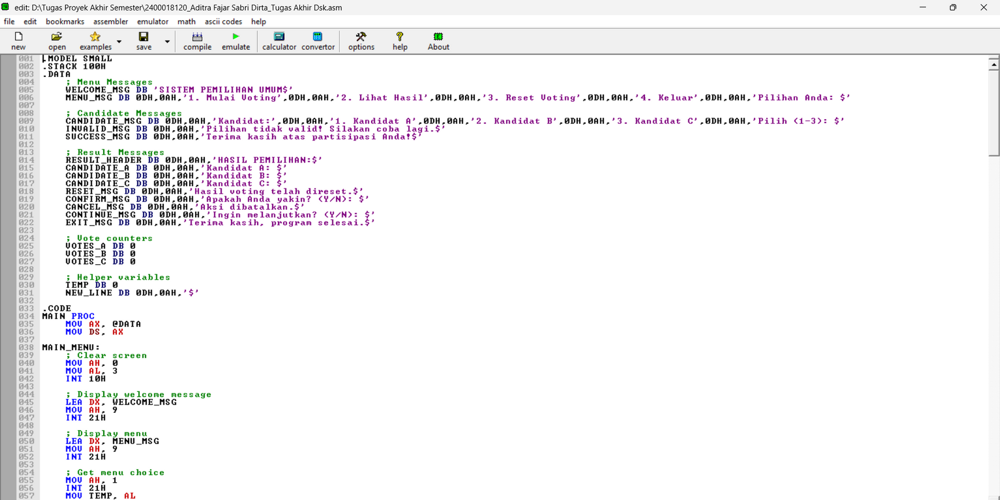 edit: D:\Tugas Proyek Akhir Semester\2400018120_Aditra Fajar Sabri Dirta_Tugas Akhir Dsk.asm
file edit bookmarks assembler emulator math ascii codes help
new open examples save compile emulate calculator convertor options help About
001 .MODEL SMALL
002 .STACK 100H
003 .DATA
004     ; Menu Messages
005     WELCOME_MSG DB 'SISTEM PEMILIHAN UMUM$'
006     MENU_MSG DB 0DH,0AH,'1. Mulai Voting',0DH,0AH,'2. Lihat Hasil',0DH,0AH,'3. Reset Voting',0DH,0AH,'4. Keluar',0DH,0AH,'Pilihan Anda: $'
007
008     ; Candidate Messages
009     CANDIDATE_MSG DB 0DH,0AH,'Kandidat:',0DH,0AH,'1. Kandidat A',0DH,0AH,'2. Kandidat B',0DH,0AH,'3. Kandidat C',0DH,0AH,'Pilih (1-3): $'
010     INVALID_MSG DB 0DH,0AH,'Pilihan tidak valid! Silakan coba lagi.$'
011     SUCCESS_MSG DB 0DH,0AH,'Terima kasih atas partisipasi Anda!$'
012
013     ; Result Messages
014     RESULT_HEADER DB 0DH,0AH,'HASIL PEMILIHAN:$'
015     CANDIDATE_A DB 0DH,0AH,'Kandidat A: $'
016     CANDIDATE_B DB 0DH,0AH,'Kandidat B: $'
017     CANDIDATE_C DB 0DH,0AH,'Kandidat C: $'
018     RESET_MSG DB 0DH,0AH,'Hasil voting telah direset.$'
019     CONFIRM_MSG DB 0DH,0AH,'Apakah Anda yakin? (Y/N): $'
020     CANCEL_MSG DB 0DH,0AH,'Aksi dibatalkan.$'
021     CONTINUE_MSG DB 0DH,0AH,'Ingin melanjutkan? (Y/N): $'
022     EXIT_MSG DB 0DH,0AH,'Terima kasih, program selesai.$'
023
024     ; Vote counters
025     VOTES_A DB 0
026     VOTES_B DB 0
027     VOTES_C DB 0
028
029     ; Helper variables
030     TEMP DB 0
031     NEW_LINE DB 0DH,0AH,'$'
032
033 .CODE
034 MAIN PROC
035     MOV AX, @DATA
036     MOV DS, AX
037
038 MAIN_MENU:
039     ; Clear screen
040     MOV AH, 0
041     MOV AL, 3
042     INT 10H
043
044     ; Display welcome message
045     LEA DX, WELCOME_MSG
046     MOV AH, 9
047     INT 21H
048
049     ; Display menu
050     LEA DX, MENU_MSG
051     MOV AH, 9
052     INT 21H
053
054     ; Get menu choice
055     MOV AH, 1
056     INT 21H
057     MOV TEMP, AL